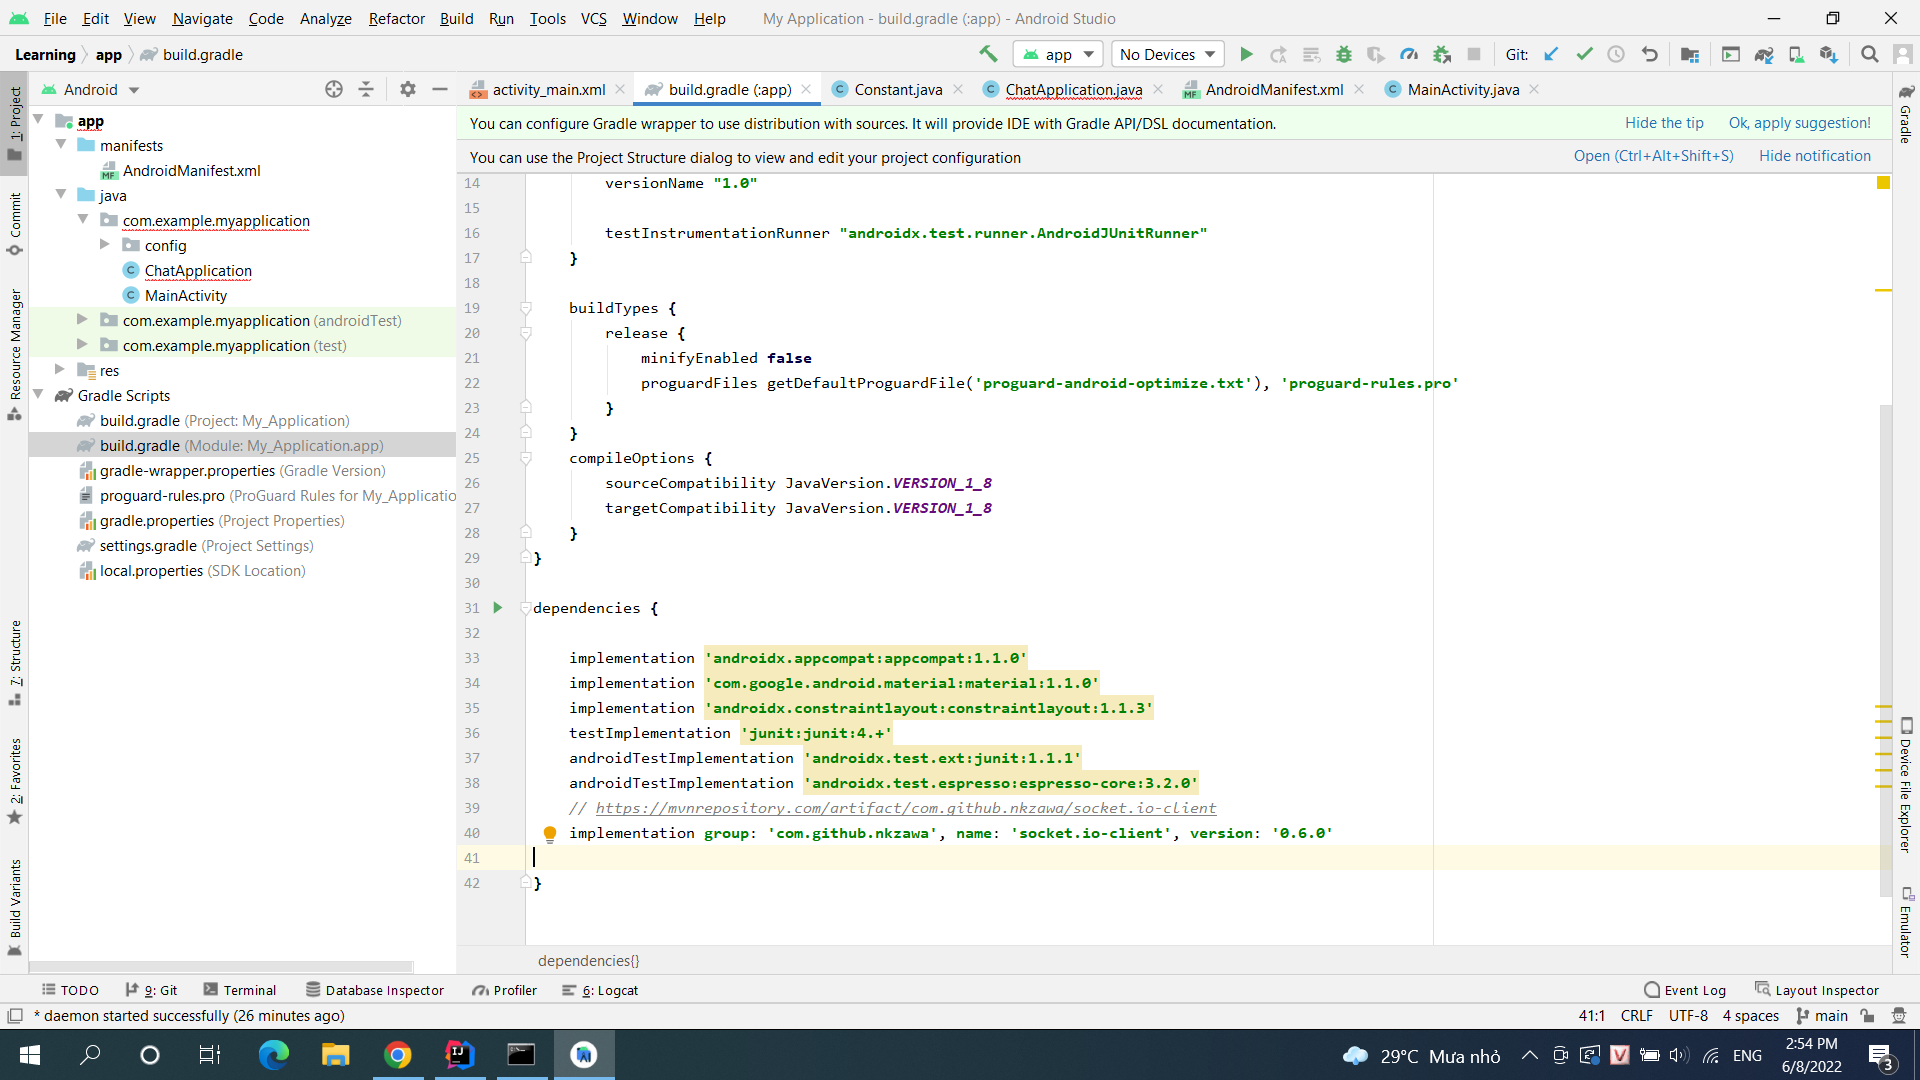 File Edit View Navigate Code Analyze Refactor Build Run Tools VCS Window Help My Application - build.gradle (:app) - Android Studio
Learning app build.gradle app No Devices Git:
Android
activity_main.xml build.gradle (:app) Constant.java ChatApplication.java AndroidManifest.xml MainActivity.java
You can configure Gradle wrapper to use distribution with sources. It will provide IDE with Gradle API/DSL documentation. Hide the tip Ok, apply suggestion!
You can use the Project Structure dialog to view and edit your project configuration Open (Ctrl+Alt+Shift+S) Hide notification
1: Project
Commit
Resource Manager
7: Structure
2: Favorites
Build Variants
app
manifests
MF AndroidManifest.xml
java
com.example.myapplication
config
C ChatApplication
C MainActivity
com.example.myapplication (androidTest)
com.example.myapplication (test)
res
Gradle Scripts
build.gradle (Project: My_Application)
build.gradle (Module: My_Application.app)
gradle-wrapper.properties (Gradle Version)
proguard-rules.pro (ProGuard Rules for My_Applicatio
gradle.properties (Project Properties)
settings.gradle (Project Settings)
local.properties (SDK Location)
14 versionName "1.0"
15
16 testInstrumentationRunner "androidx.test.runner.AndroidJUnitRunner"
17 }
18
19 buildTypes {
20 release {
21 minifyEnabled false
22 proguardFiles getDefaultProguardFile('proguard-android-optimize.txt'), 'proguard-rules.pro'
23 }
24 }
25 compileOptions {
26 sourceCompatibility JavaVersion.VERSION_1_8
27 targetCompatibility JavaVersion.VERSION_1_8
28 }
29 }
30
31 dependencies {
32
33 implementation 'androidx.appcompat:appcompat:1.1.0'
34 implementation 'com.google.android.material:material:1.1.0'
35 implementation 'androidx.constraintlayout:constraintlayout:1.1.3'
36 testImplementation 'junit:junit:4.+'
37 androidTestImplementation 'androidx.test.ext:junit:1.1.1'
38 androidTestImplementation 'androidx.test.espresso:espresso-core:3.2.0'
39 // https://mvnrepository.com/artifact/com.github.nkzawa/socket.io-client
40 implementation group: 'com.github.nkzawa', name: 'socket.io-client', version: '0.6.0'
41
42 }
dependencies{}
Gradle
Device File Explorer
Emulator
TODO 9: Git Terminal Database Inspector Profiler 6: Logcat Event Log Layout Inspector
* daemon started successfully (26 minutes ago) 41:1 CRLF UTF-8 4 spaces main
29°C Mưa nhỏ ENG 2:54 PM
6/8/2022 3